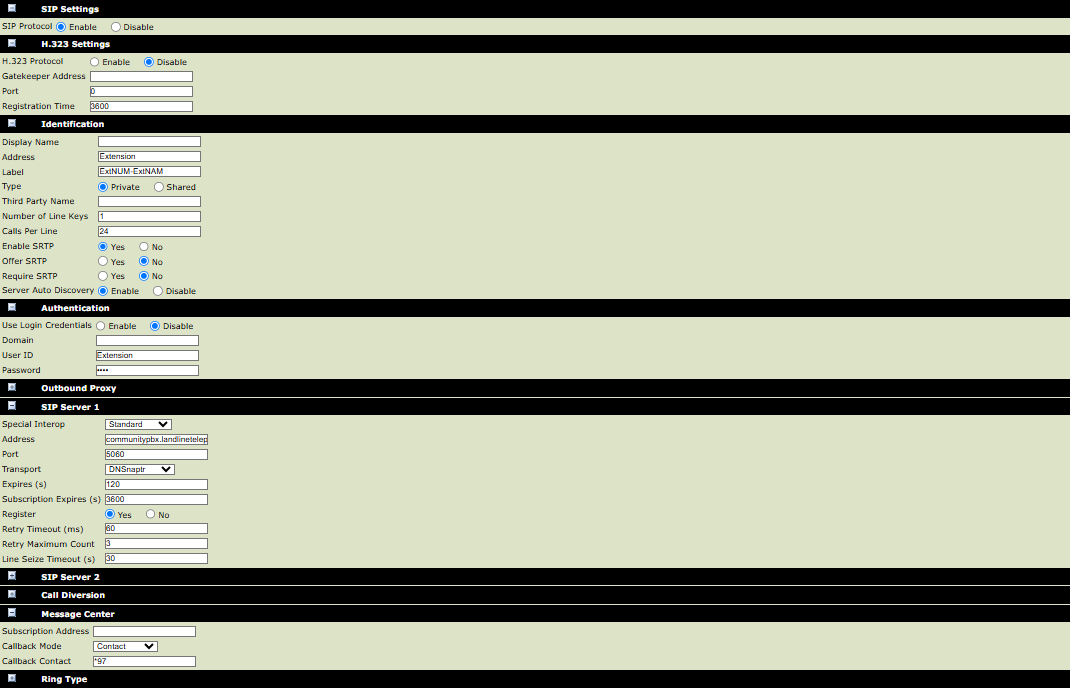 SIP Settings
SIP Protocol Enable Disable
H.323 Settings
H.323 Protocol Enable Disable
Gatekeeper Address
Port 0
Registration Time 3600
Identification
Display Name
Address Extension
Label ExtNUM-ExtNAM
Type Private Shared
Third Party Name
Number of Line Keys 1
Calls Per Line 24
Enable SRTP Yes No
Offer SRTP Yes No
Require SRTP Yes No
Server Auto Discovery Enable Disable
Authentication
Use Login Credentials Enable Disable
Domain
User ID Extension
Password ••••
Outbound Proxy
SIP Server 1
Special Interop Standard
Address communitypbx.landlinetelep
Port 5060
Transport DNSnaptr
Expires (s) 120
Subscription Expires (s) 3600
Register Yes No
Retry Timeout (ms) 60
Retry Maximum Count 3
Line Seize Timeout (s) 30
SIP Server 2
Call Diversion
Message Center
Subscription Address
Callback Mode Contact
Callback Contact *97
Ring Type